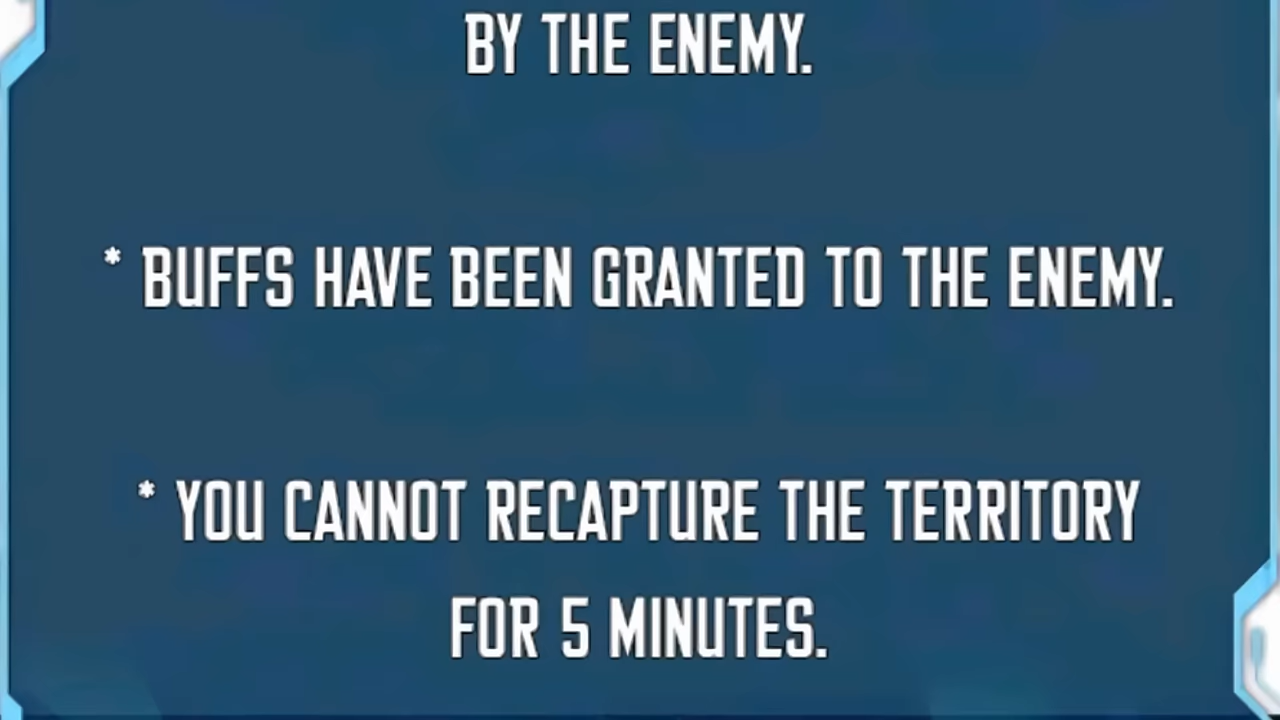 BY THE ENEMY.
* BUFFS HAVE BEEN GRANTED TO THE ENEMY.
* YOU CANNOT RECAPTURE THE TERRITORY
FOR 5 MINUTES.